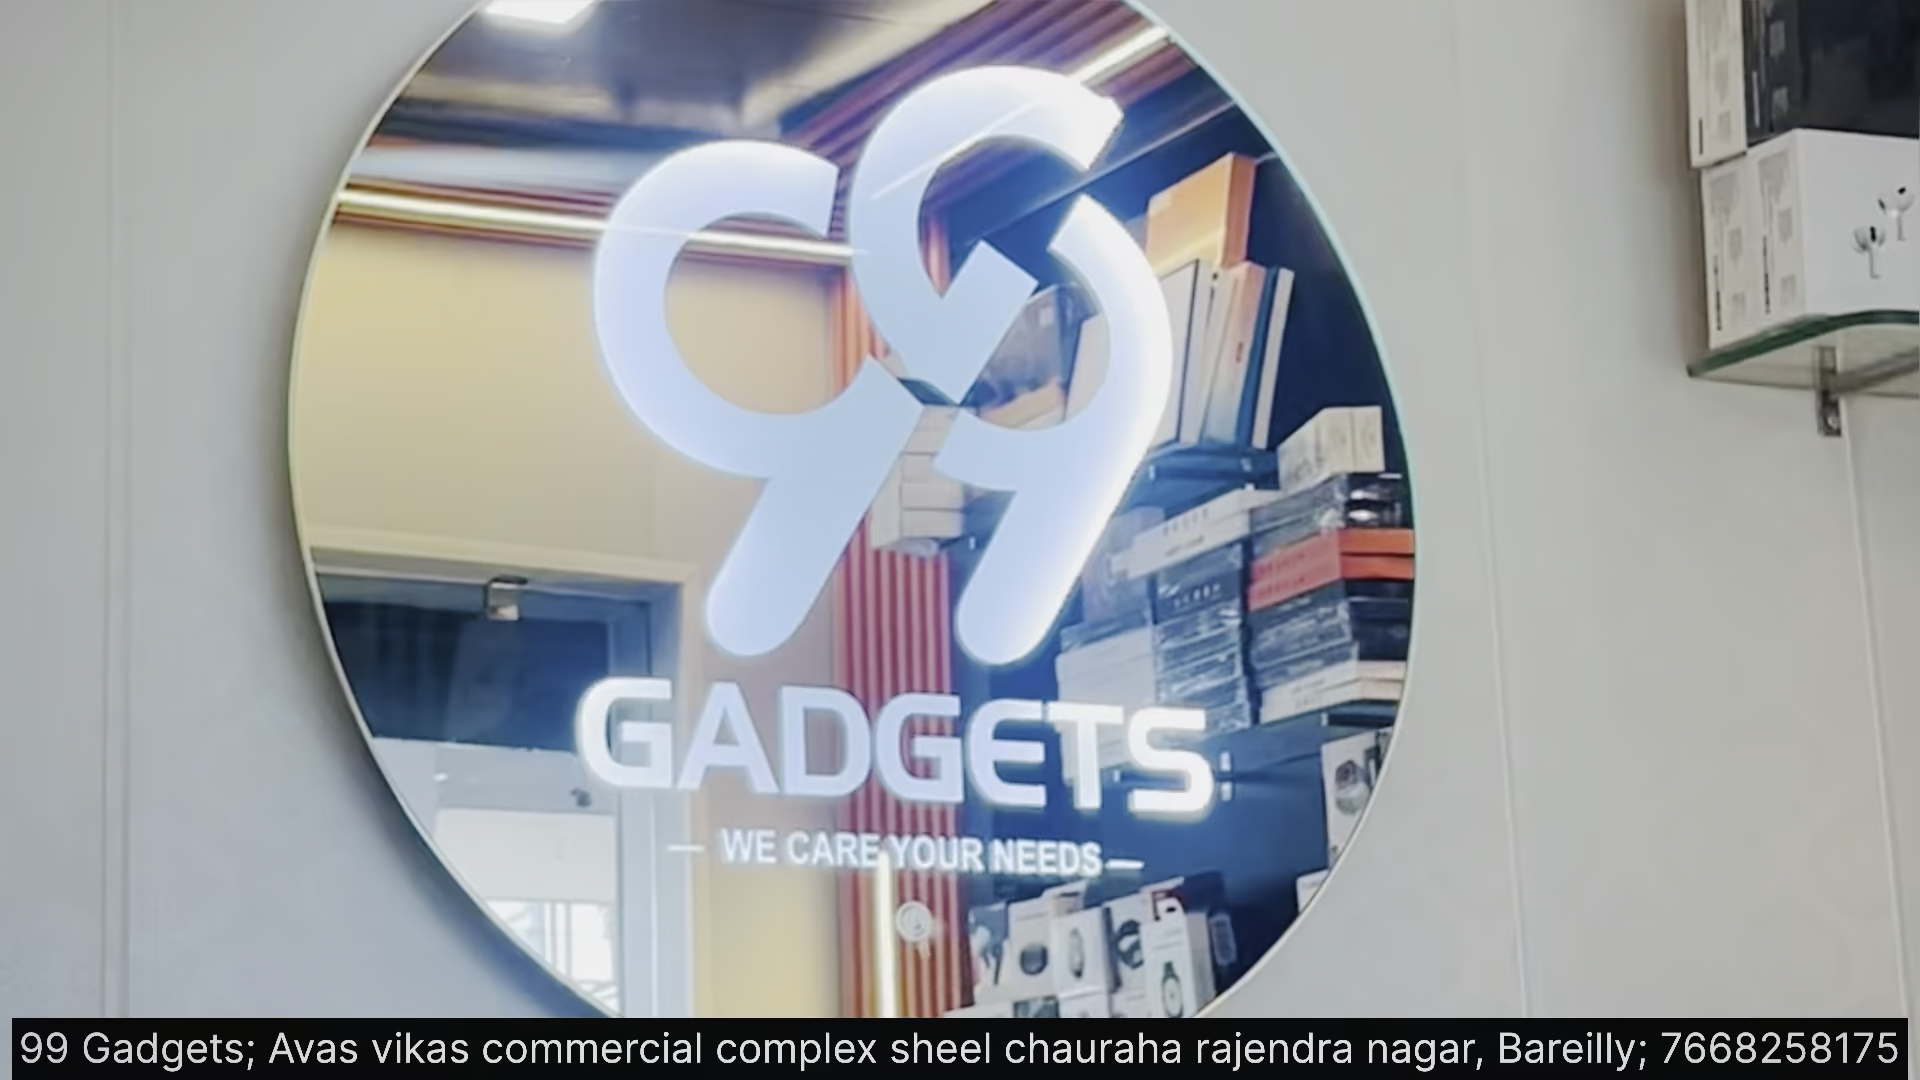 99
GADGETS
— WE CARE YOUR NEEDS —
99 Gadgets; Avas vikas commercial complex sheel chauraha rajendra nagar, Bareilly; 7668258175